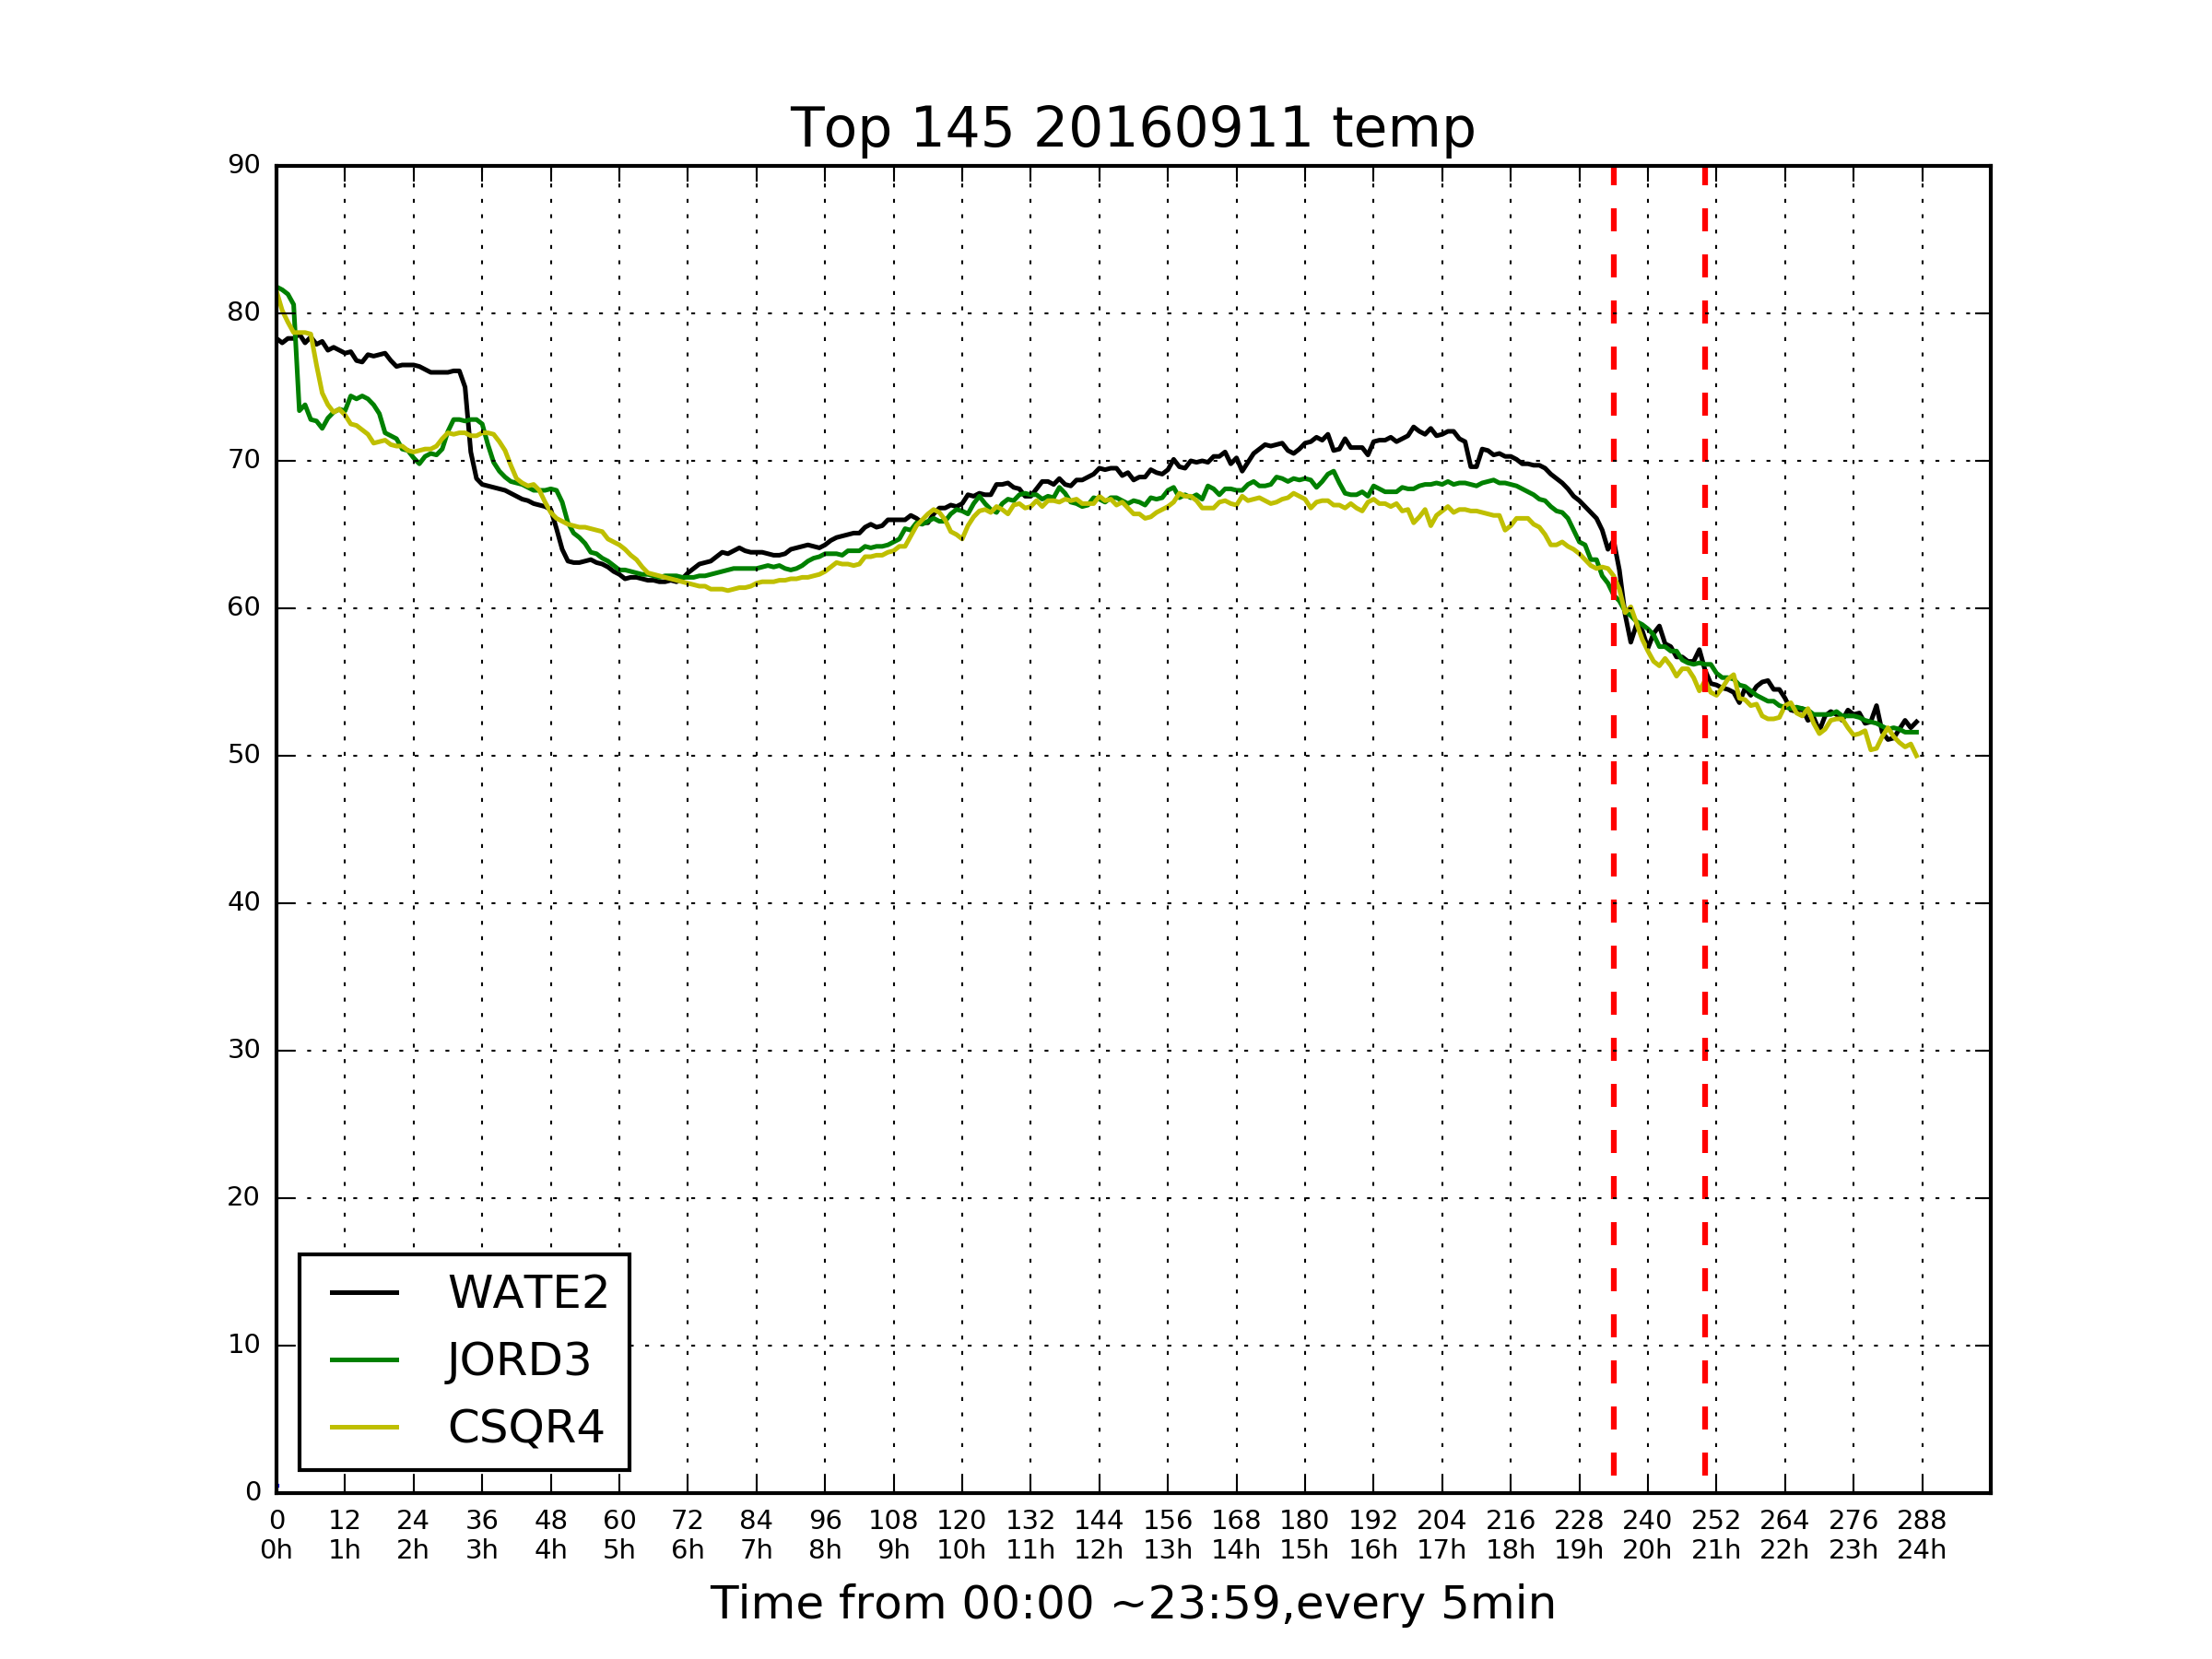 Top 145 20160911 temp
90
80
70
60
50
40
30
20
10
0
WATE2
JORD3
CSQR4
0 12 24 36 48 60 72 84 96 108 120 132 144 156 168 180 192 204 216 228 240 252 264 276 288
0h 1h 2h 3h 4h 5h 6h 7h 8h 9h 10h 11h 12h 13h 14h 15h 16h 17h 18h 19h 20h 21h 22h 23h 24h
Time from 00:00 ~23:59,every 5min